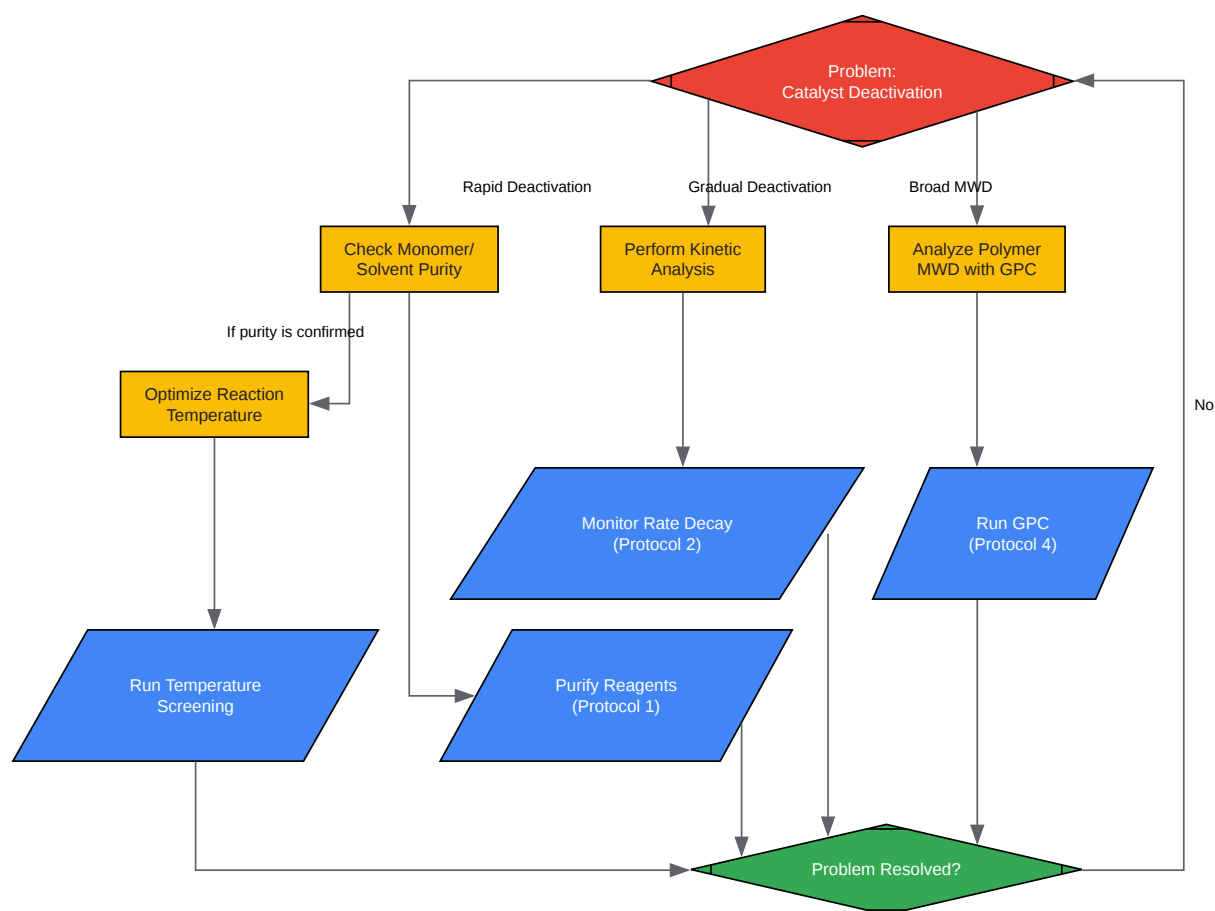 Problem:
Catalyst Deactivation
Rapid Deactivation
Gradual Deactivation
Broad MWD
Check Monomer/
Solvent Purity
Perform Kinetic
Analysis
Analyze Polymer
MWD with GPC
If purity is confirmed
Optimize Reaction
Temperature
No
Monitor Rate Decay
(Protocol 2)
Run GPC
(Protocol 4)
Run Temperature
Screening
Purify Reagents
(Protocol 1)
Problem Resolved?